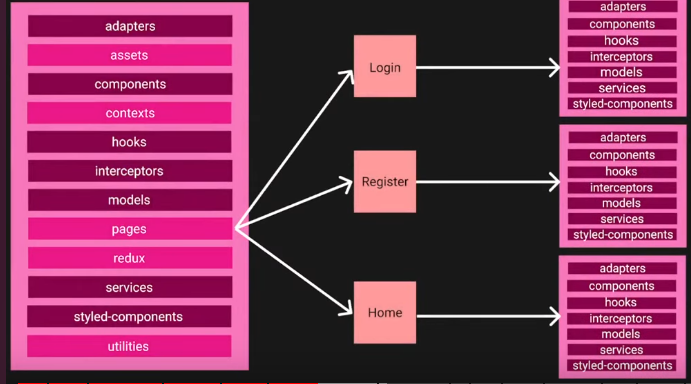 adapters
assets
components
contexts
hooks
interceptors
models
pages
redux
services
styled-components
utilities
Login
Register
Home
adapters
components
hooks
interceptors
models
services
styled-components
adapters
components
hooks
interceptors
models
services
styled-components
adapters
components
hooks
interceptors
models
services
styled-components